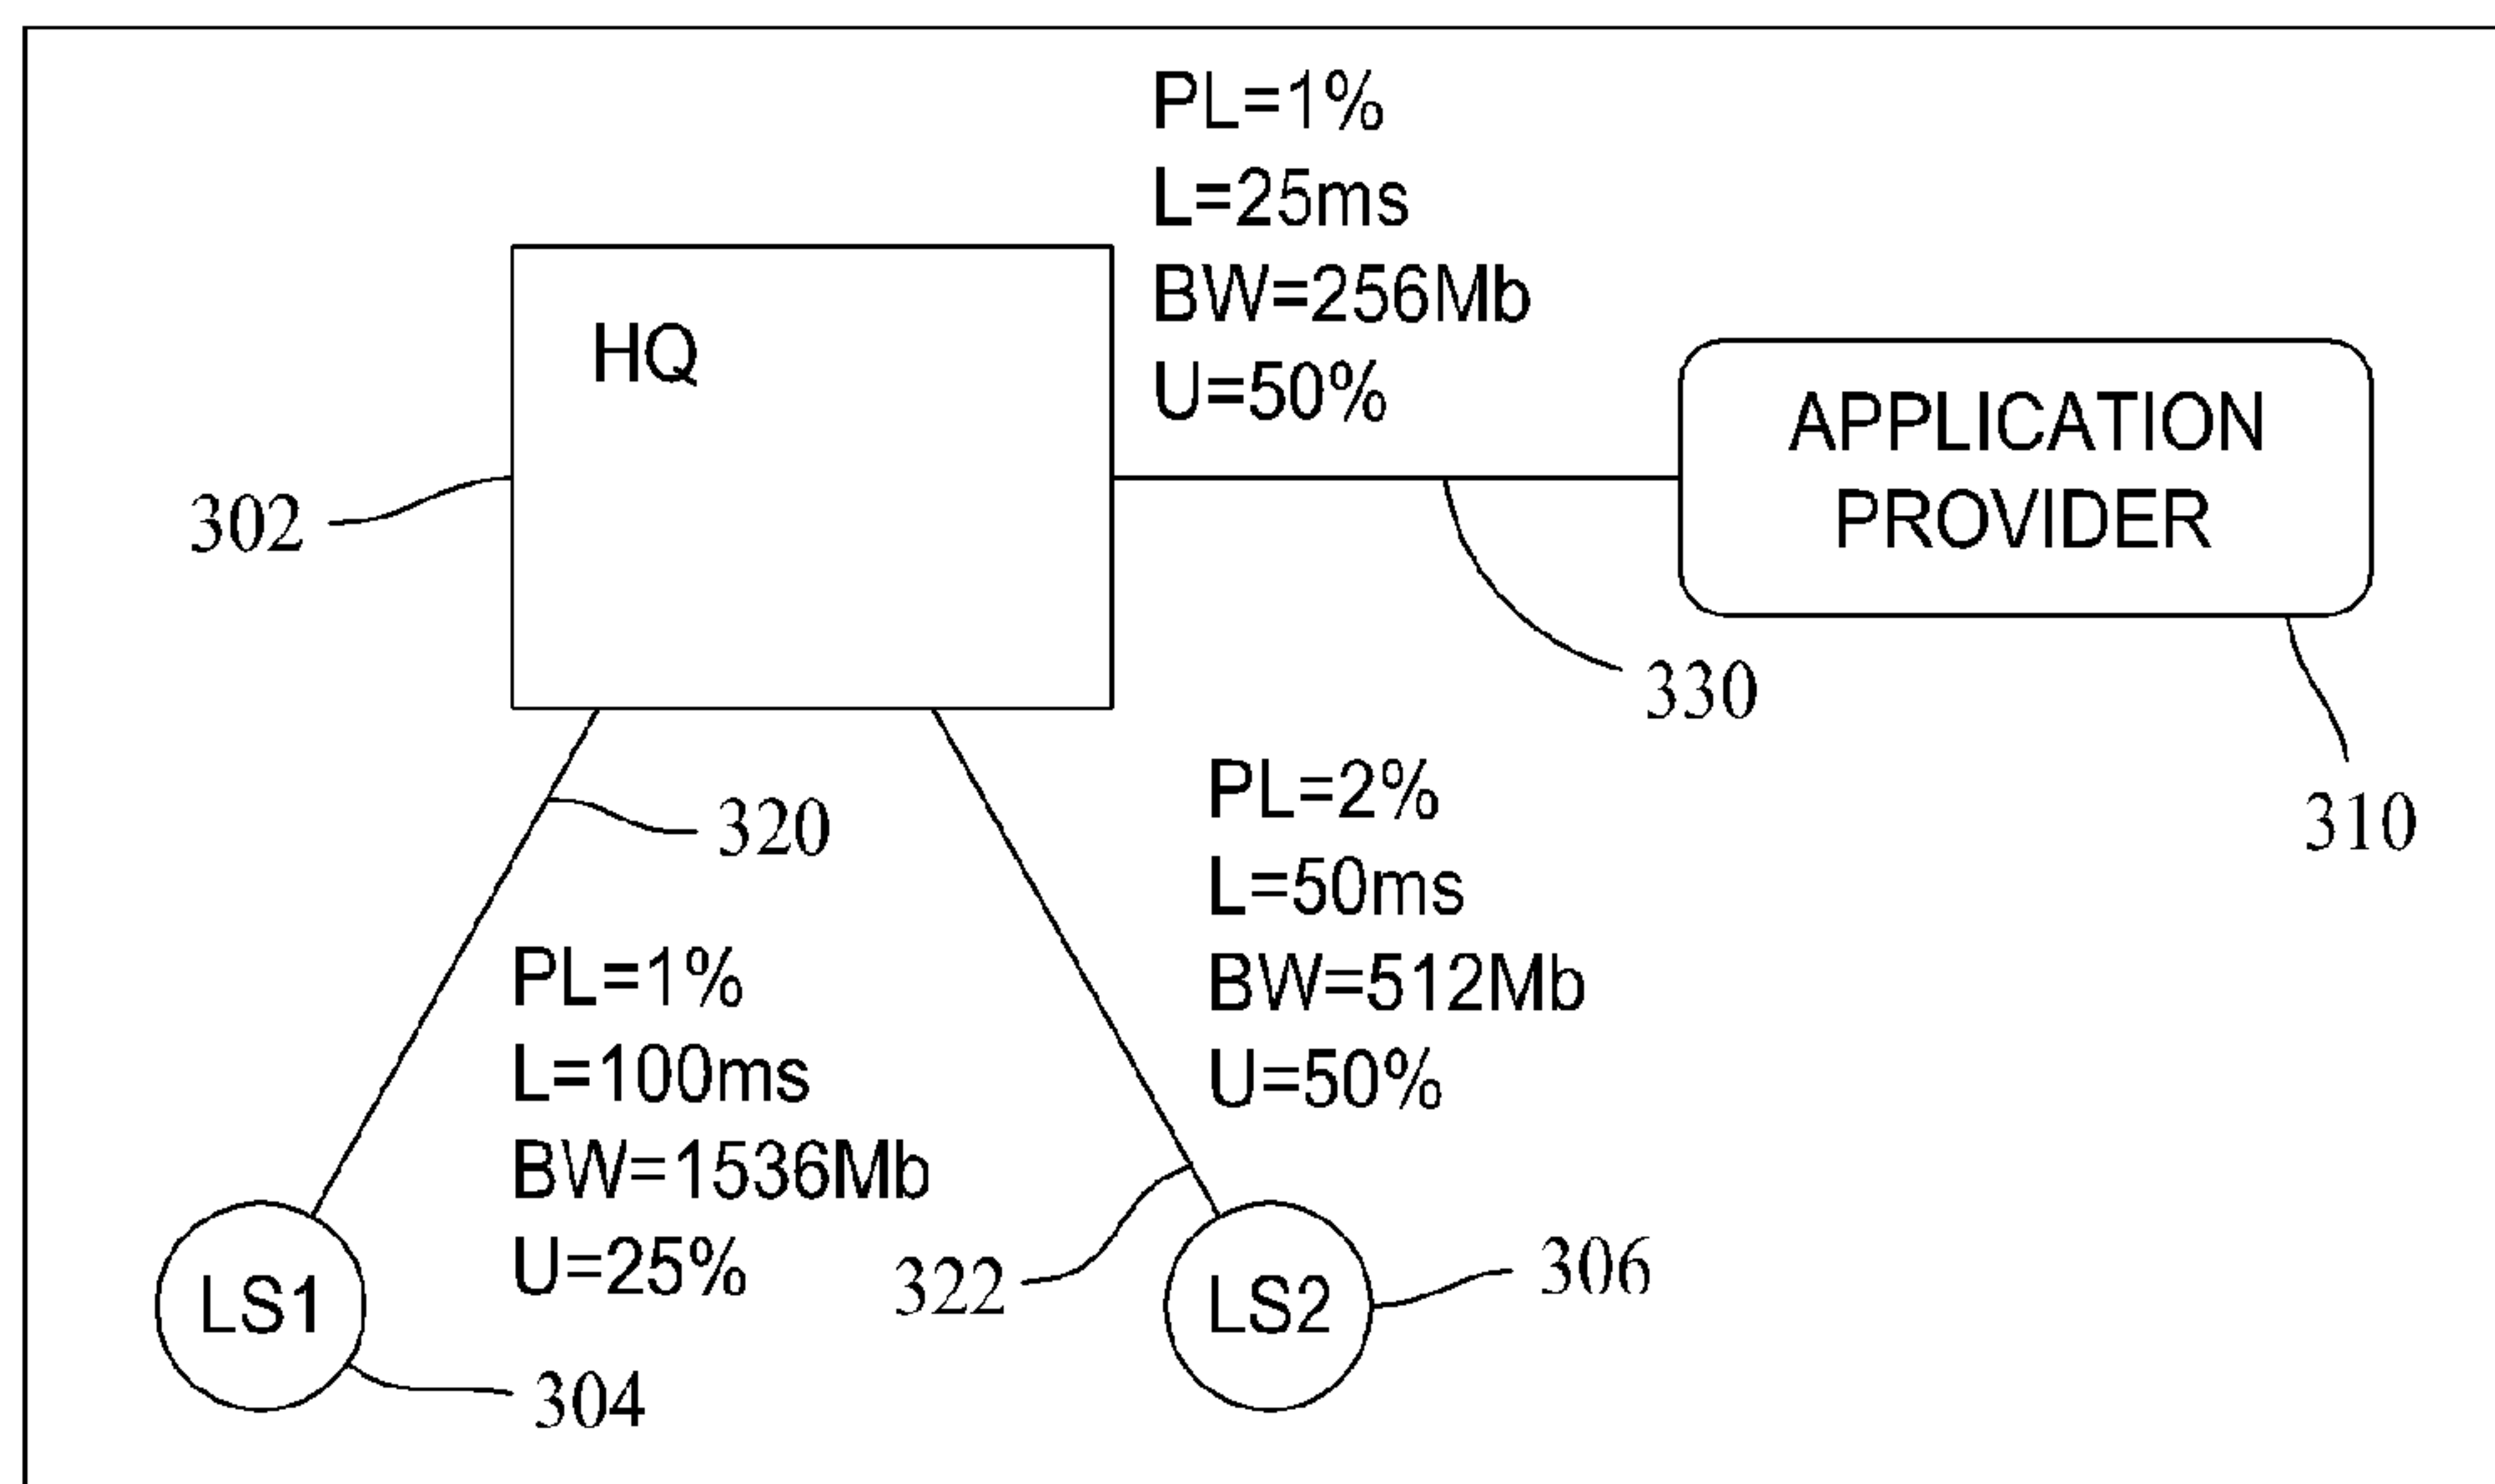 PL=1%
L=25ms
BW=256Mb
U=50%
HQ
APPLICATION
PROVIDER
302
330
310
320
PL=2%
L=50ms
BW=512Mb
U=50%
PL=1%
L=100ms
BW=1536Mb
U=25%
322
306
LS1
LS2
304